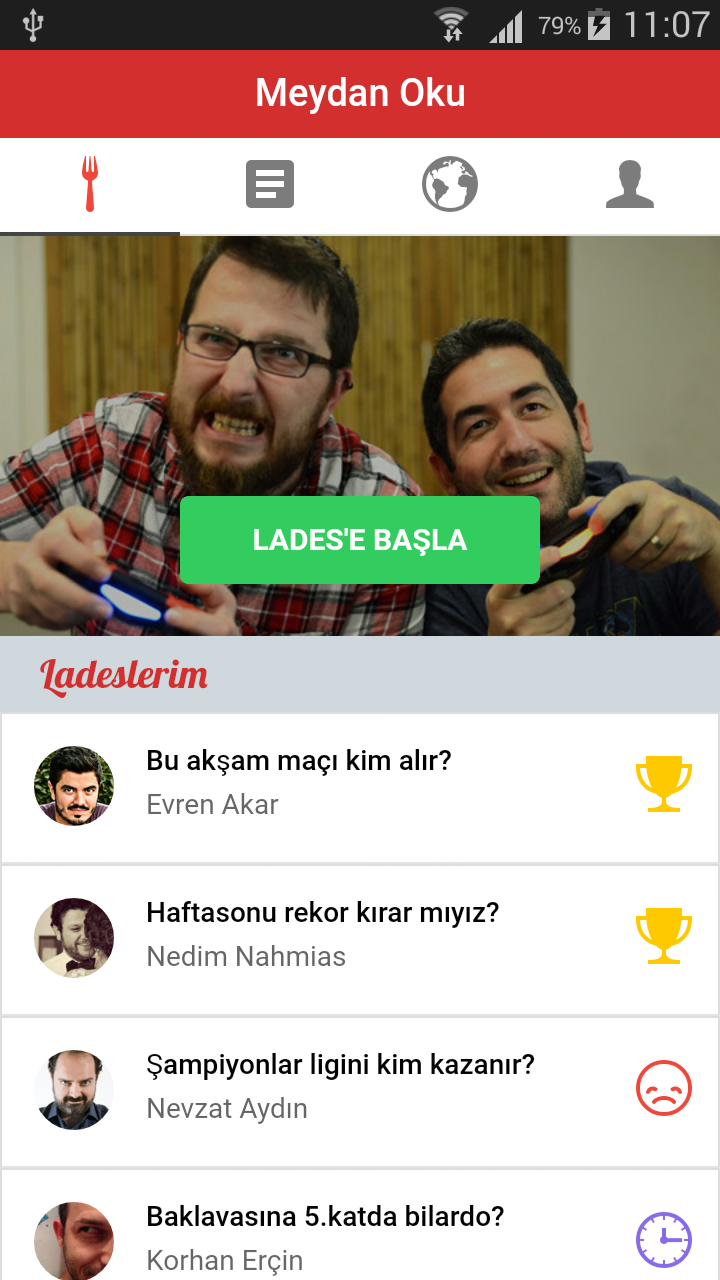 79% 11:07
Meydan Oku
LADES'E BAŞLA
Ladeslerim
Bu akşam maçı kim alır?
Evren Akar
Haftasonu rekor kırar mıyız?
Nedim Nahmias
Şampiyonlar ligini kim kazanır?
Nevzat Aydın
Baklavasına 5.katda bilardo?
Korhan Erçin